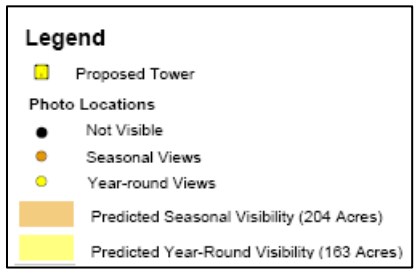 Legend
Proposed Tower
Photo Locations
Not Visible
Seasonal Views
Year-round Views
Predicted Seasonal Visibility (204 Acres)
Predicted Year-Round Visibility (163 Acres)